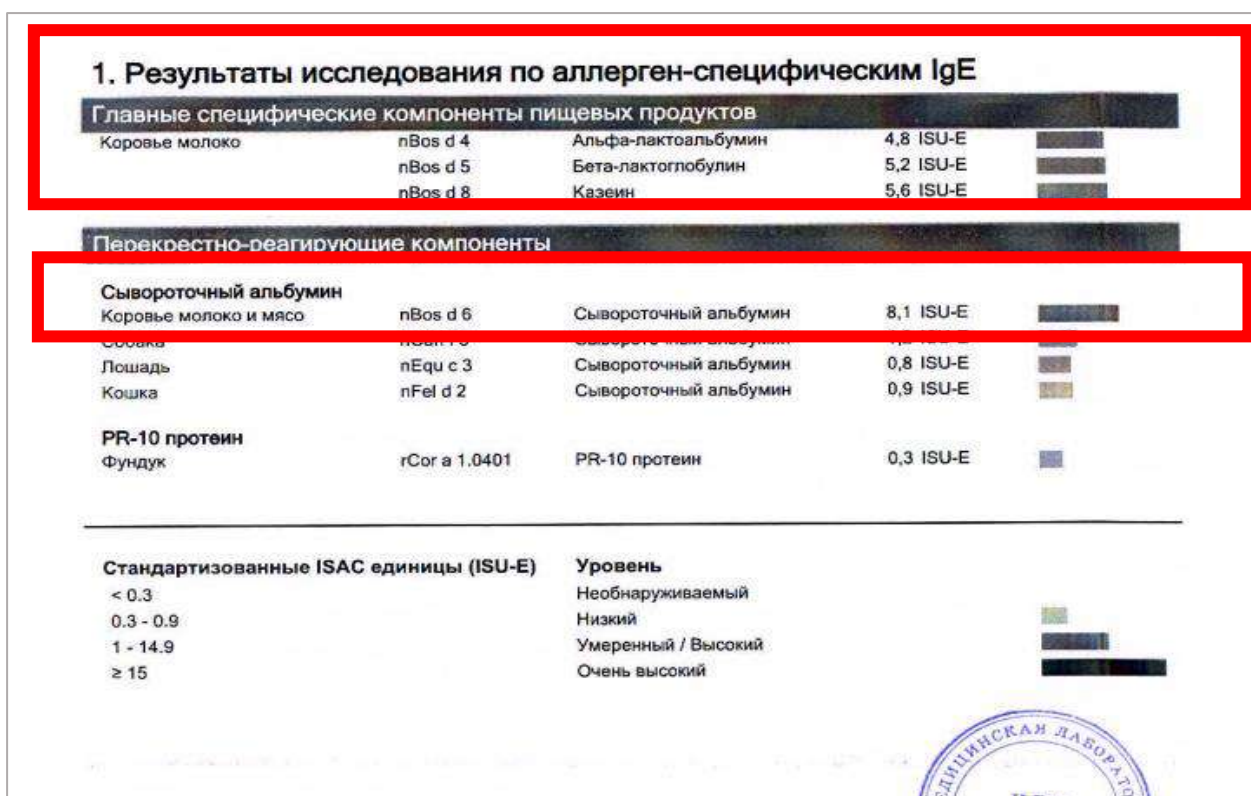 1. Результаты исследования по аллерген-специфическим IgE
Главные специфические компоненты пищевых продуктов
Коровье молоко nBos d 4 Альфа-лактоальбумин 4,8 ISU-E
nBos d 5 Бета-лактоглобулин 5,2 ISU-E
nBos d 8 Казеин 5,6 ISU-E
Перекрестно-реагирующие компоненты
Сывороточный альбумин
Коровье молоко и мясо nBos d 6 Сывороточный альбумин 8,1 ISU-E
Собака Сывороточный альбумин ISU-E
Лошадь nEqu c 3 Сывороточный альбумин 0,8 ISU-E
Кошка nFel d 2 Сывороточный альбумин 0,9 ISU-E
PR-10 протеин
Фундук rCor a 1.0401 PR-10 протеин 0,3 ISU-E
Стандартизованные ISAC единицы (ISU-E) Уровень
< 0.3 Необнаруживаемый
0.3 - 0.9 Низкий
1 - 14.9 Умеренный / Высокий
≥ 15 Очень высокий